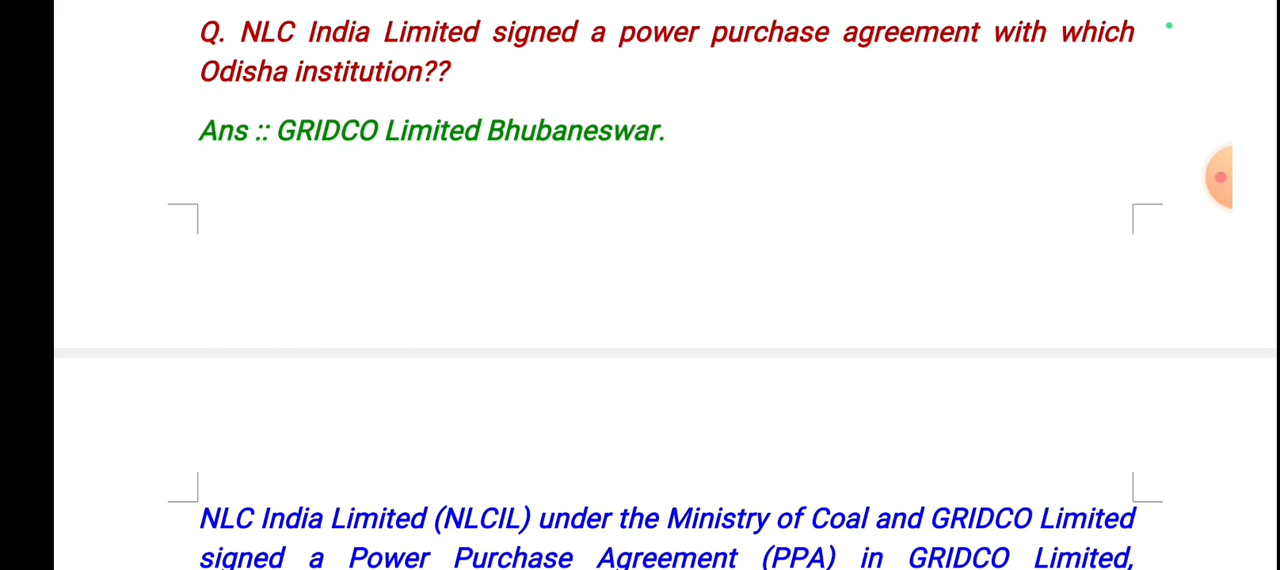 Q. NLC India Limited signed a power purchase agreement with which
Odisha institution??
Ans :: GRIDCO Limited Bhubaneswar.
NLC India Limited (NLCIL) under the Ministry of Coal and GRIDCO Limited
signed a Power Purchase Agreement (PPA) in GRIDCO Limited,